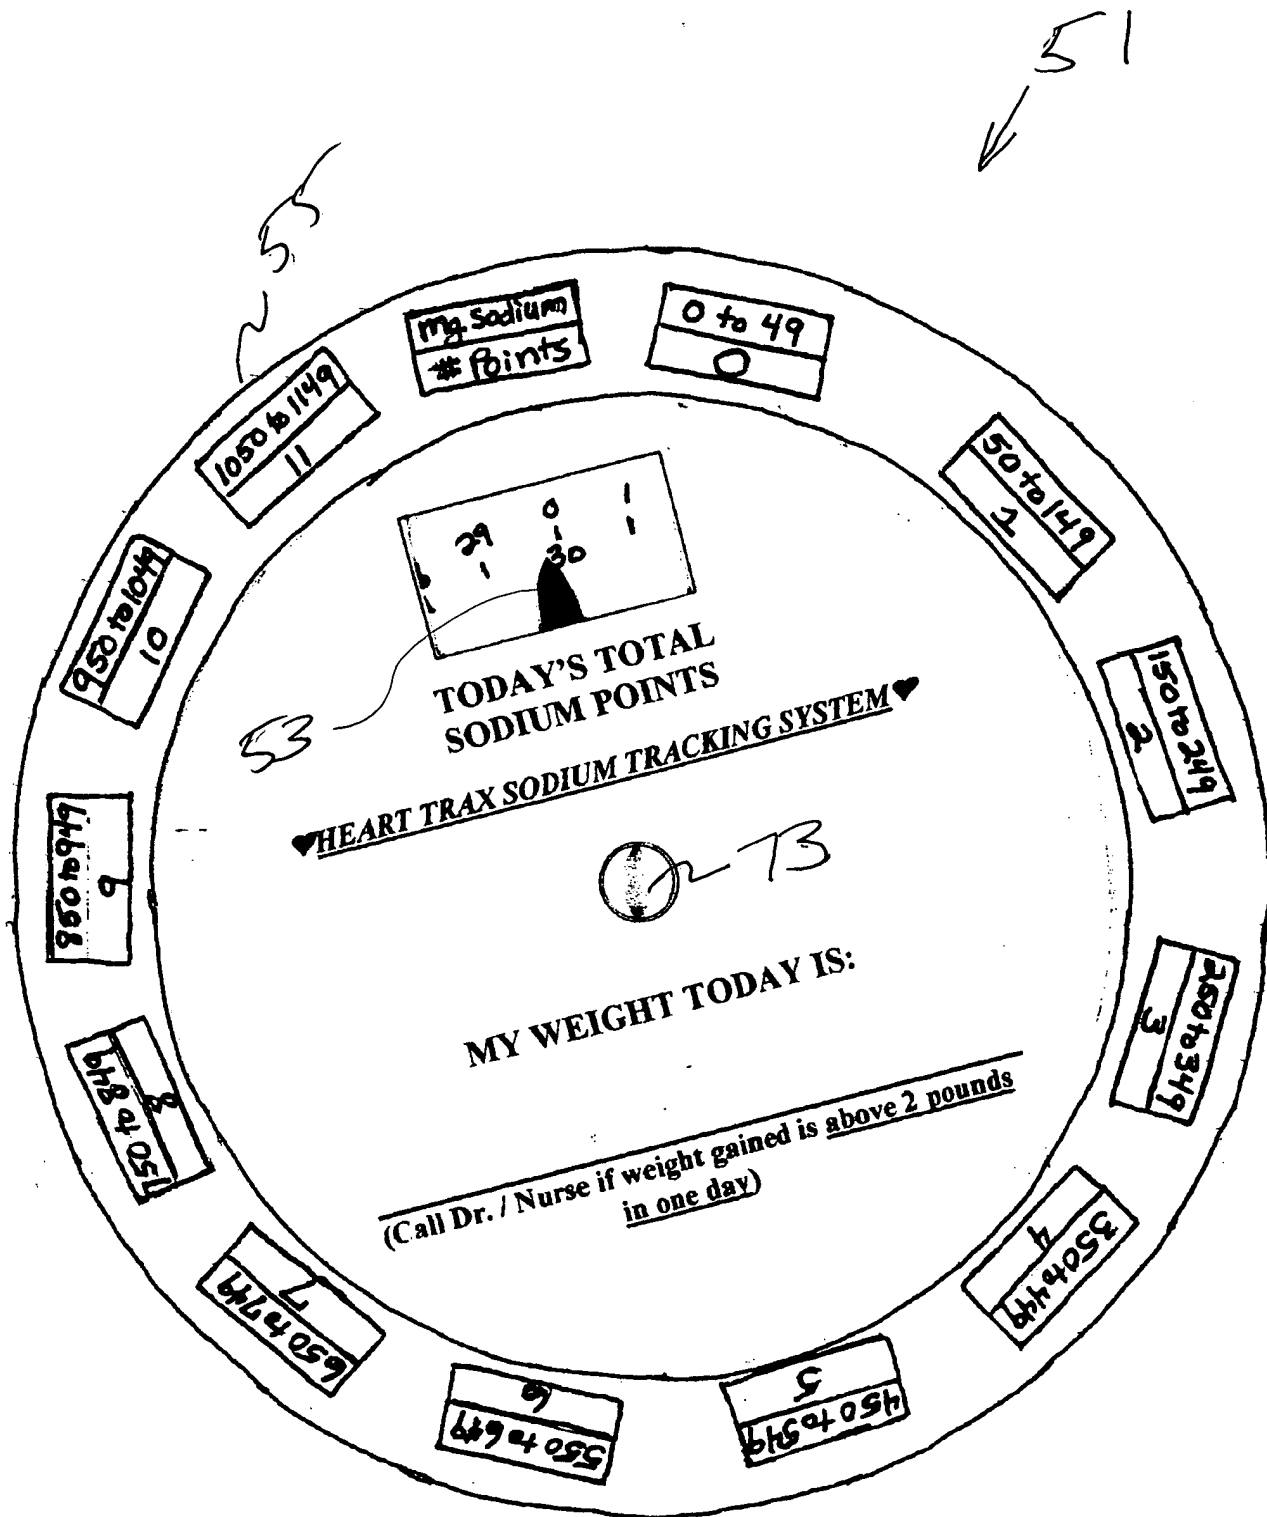 51
55
mg. Sodium
# Points
0 to 49
0
50 to 149
1
150 to 249
2
250 to 349
3
350 to 449
4
450 to 549
5
550 to 649
6
650 to 749
7
750 to 849
8
850 to 949
9
950 to 1049
10
1050 to 1149
11
29 0 1
1 1 1
30
TODAY'S TOTAL
SODIUM POINTS
53
♥HEART TRAX SODIUM TRACKING SYSTEM♥
73
MY WEIGHT TODAY IS:
(Call Dr. / Nurse if weight gained is above 2 pounds
in one day)